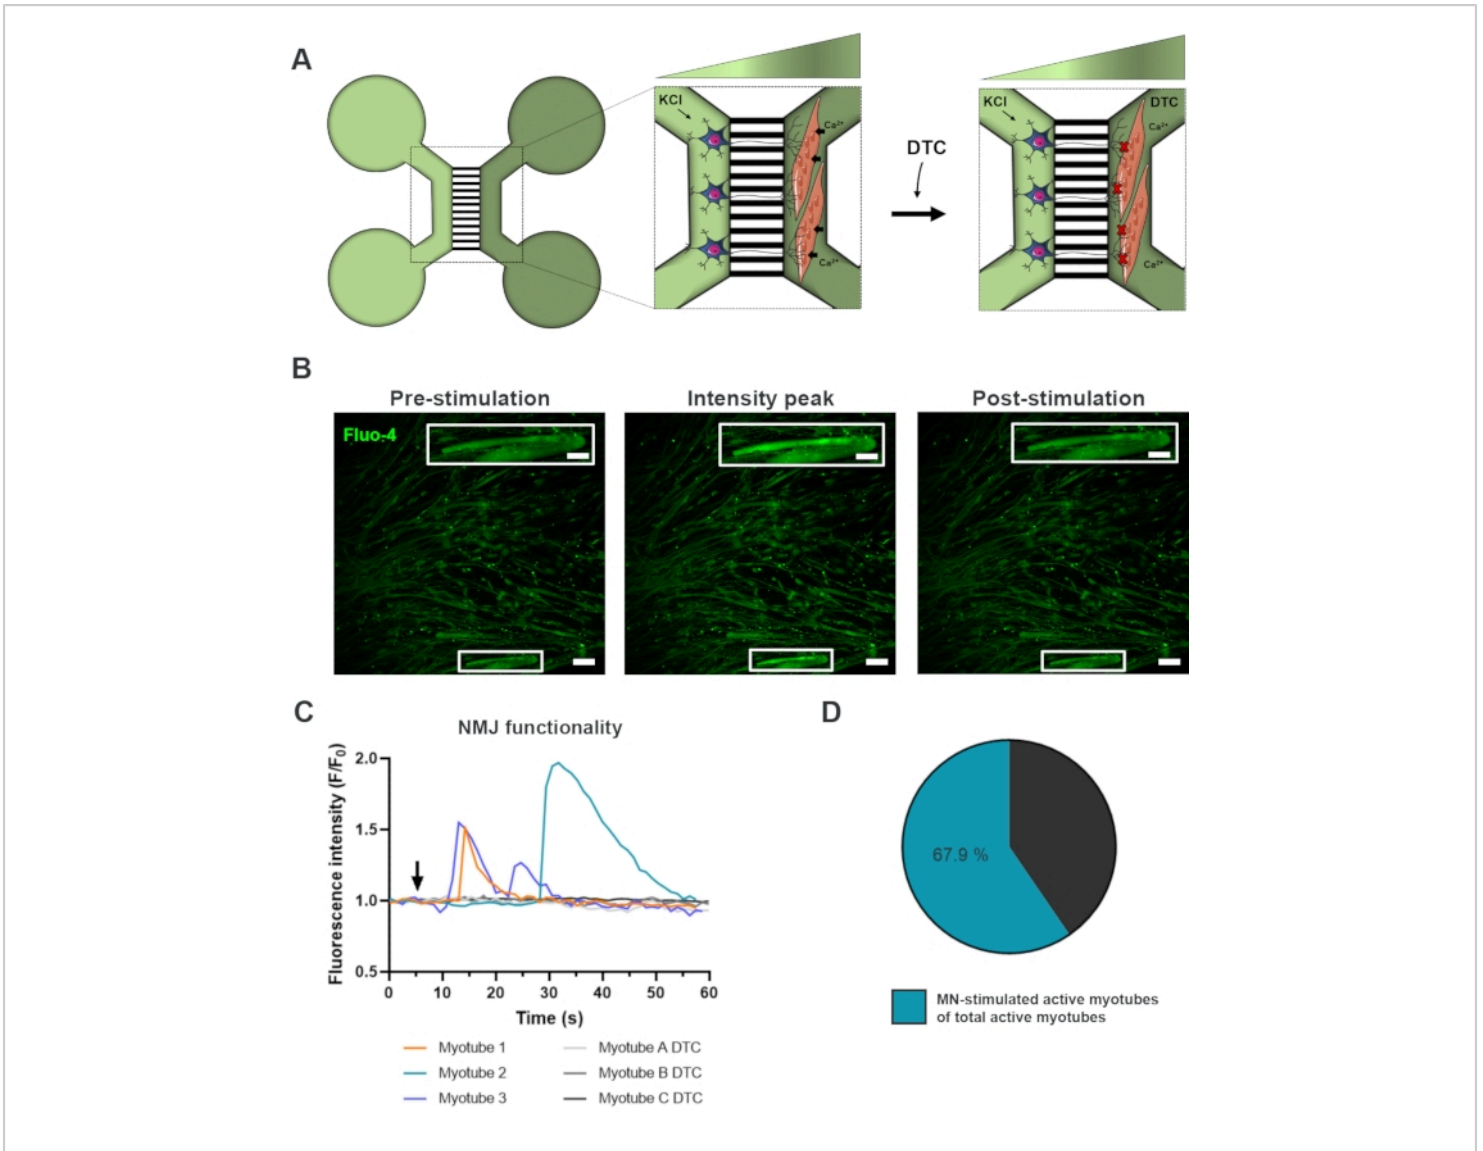 A
KCl
Ca²⁺
Ca²⁺
DTC
KCl
DTC
Ca²⁺
Ca²⁺
B
Pre-stimulation
Intensity peak
Post-stimulation
Fluo-4
C
NMJ functionality
Fluorescence intensity (F/F₀)
2.0
1.5
1.0
0.5
0 10 20 30 40 50 60
Time (s)
Myotube 1
Myotube 2
Myotube 3
Myotube A DTC
Myotube B DTC
Myotube C DTC
D
67.9 %
MN-stimulated active myotubes
of total active myotubes